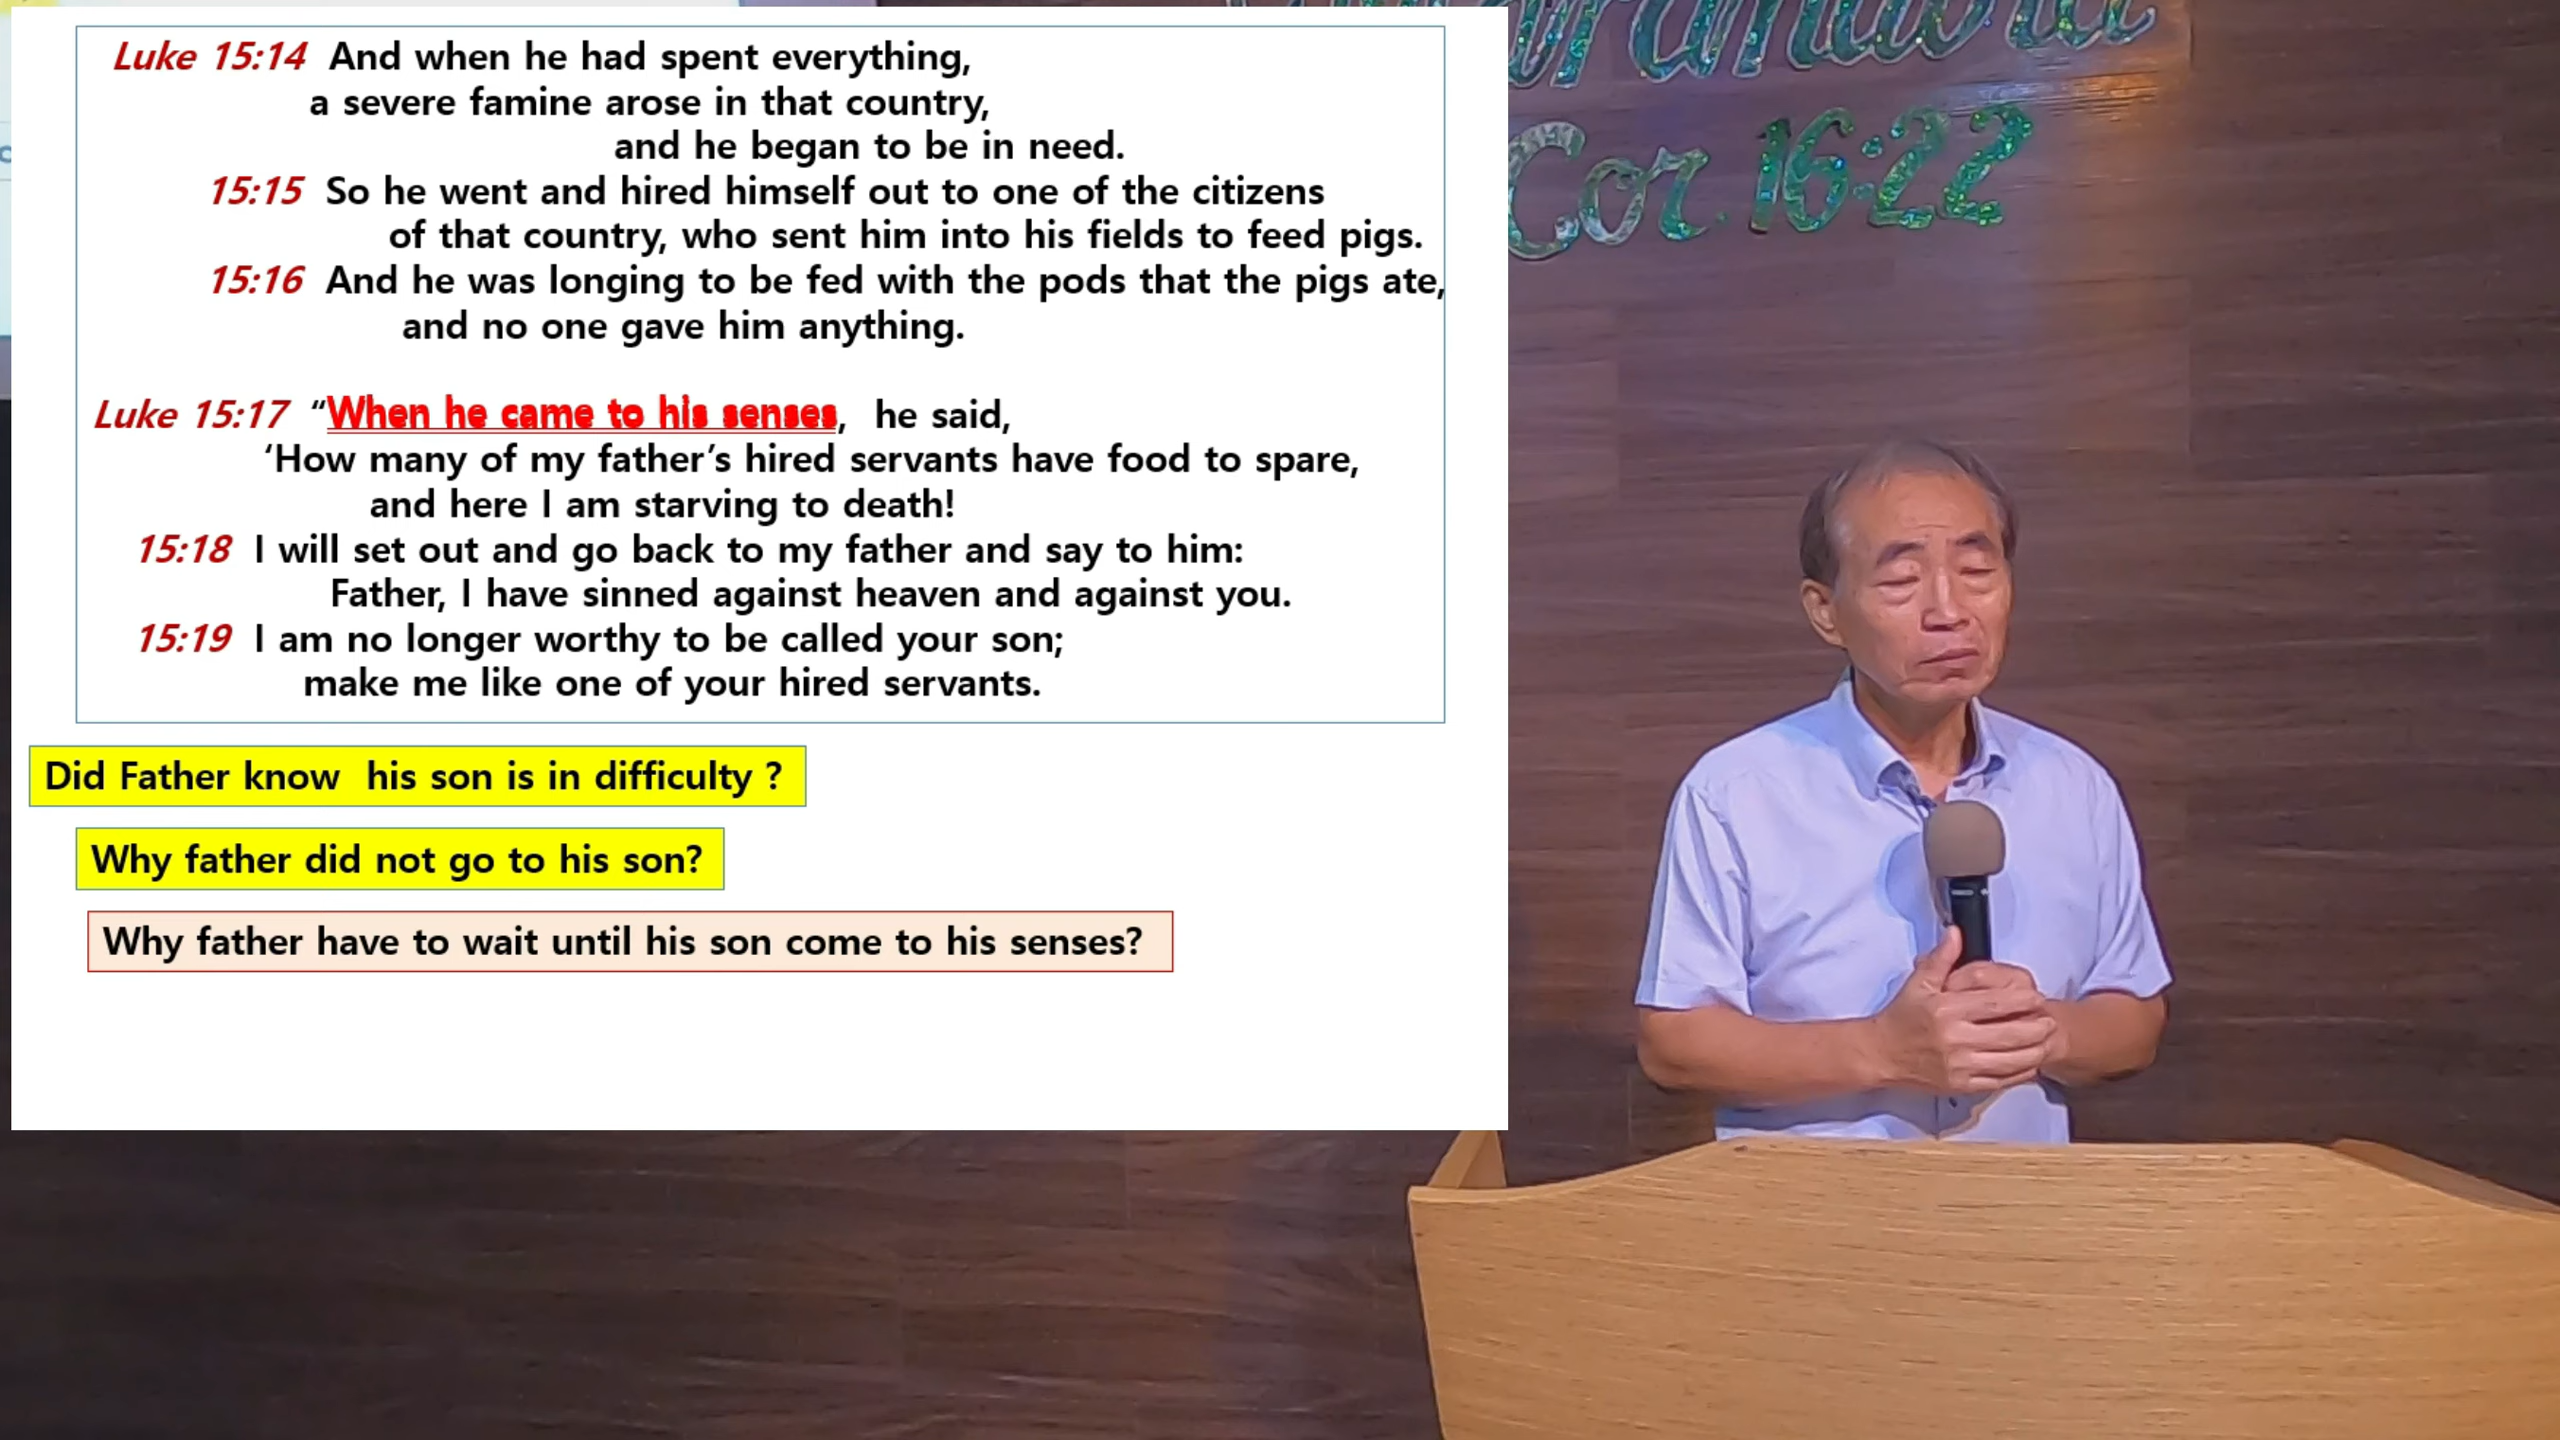 Luke 15:14 And when he had spent everything,
a severe famine arose in that country,
and he began to be in need.
15:15 So he went and hired himself out to one of the citizens
of that country, who sent him into his fields to feed pigs.
15:16 And he was longing to be fed with the pods that the pigs ate,
and no one gave him anything.
Luke 15:17 “When he came to his senses, he said,
‘How many of my father’s hired servants have food to spare,
and here I am starving to death!
15:18 I will set out and go back to my father and say to him:
Father, I have sinned against heaven and against you.
15:19 I am no longer worthy to be called your son;
make me like one of your hired servants.
Did Father know his son is in difficulty ?
Why father did not go to his son?
Why father have to wait until his son come to his senses?
Cor. 16:22